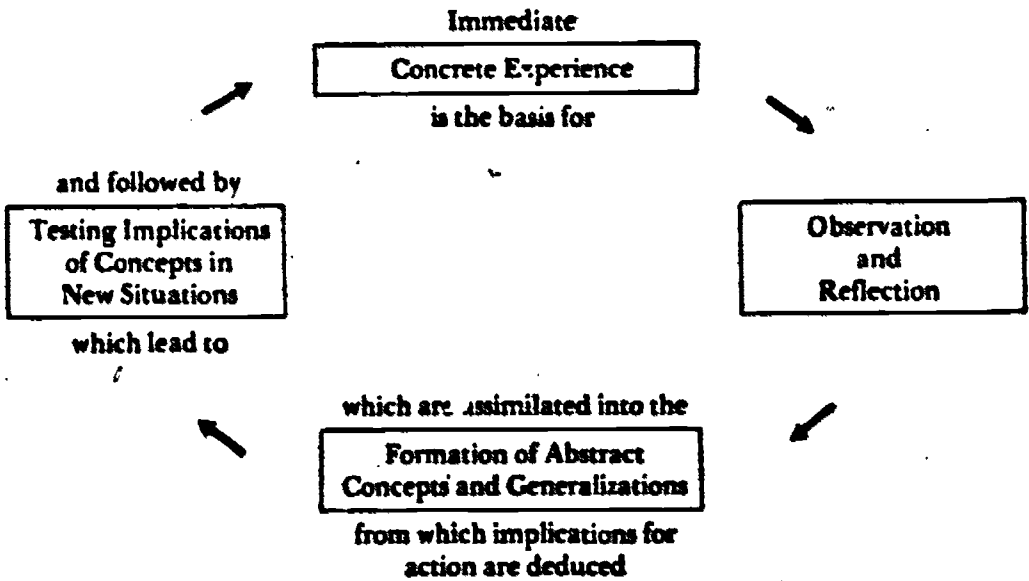 Immediate
Concrete Experience
is the basis for
Observation
and
Reflection
which are assimilated into the
Formation of Abstract
Concepts and Generalizations
from which implications for
action are deduced
and followed by
Testing Implications
of Concepts in
New Situations
which lead to